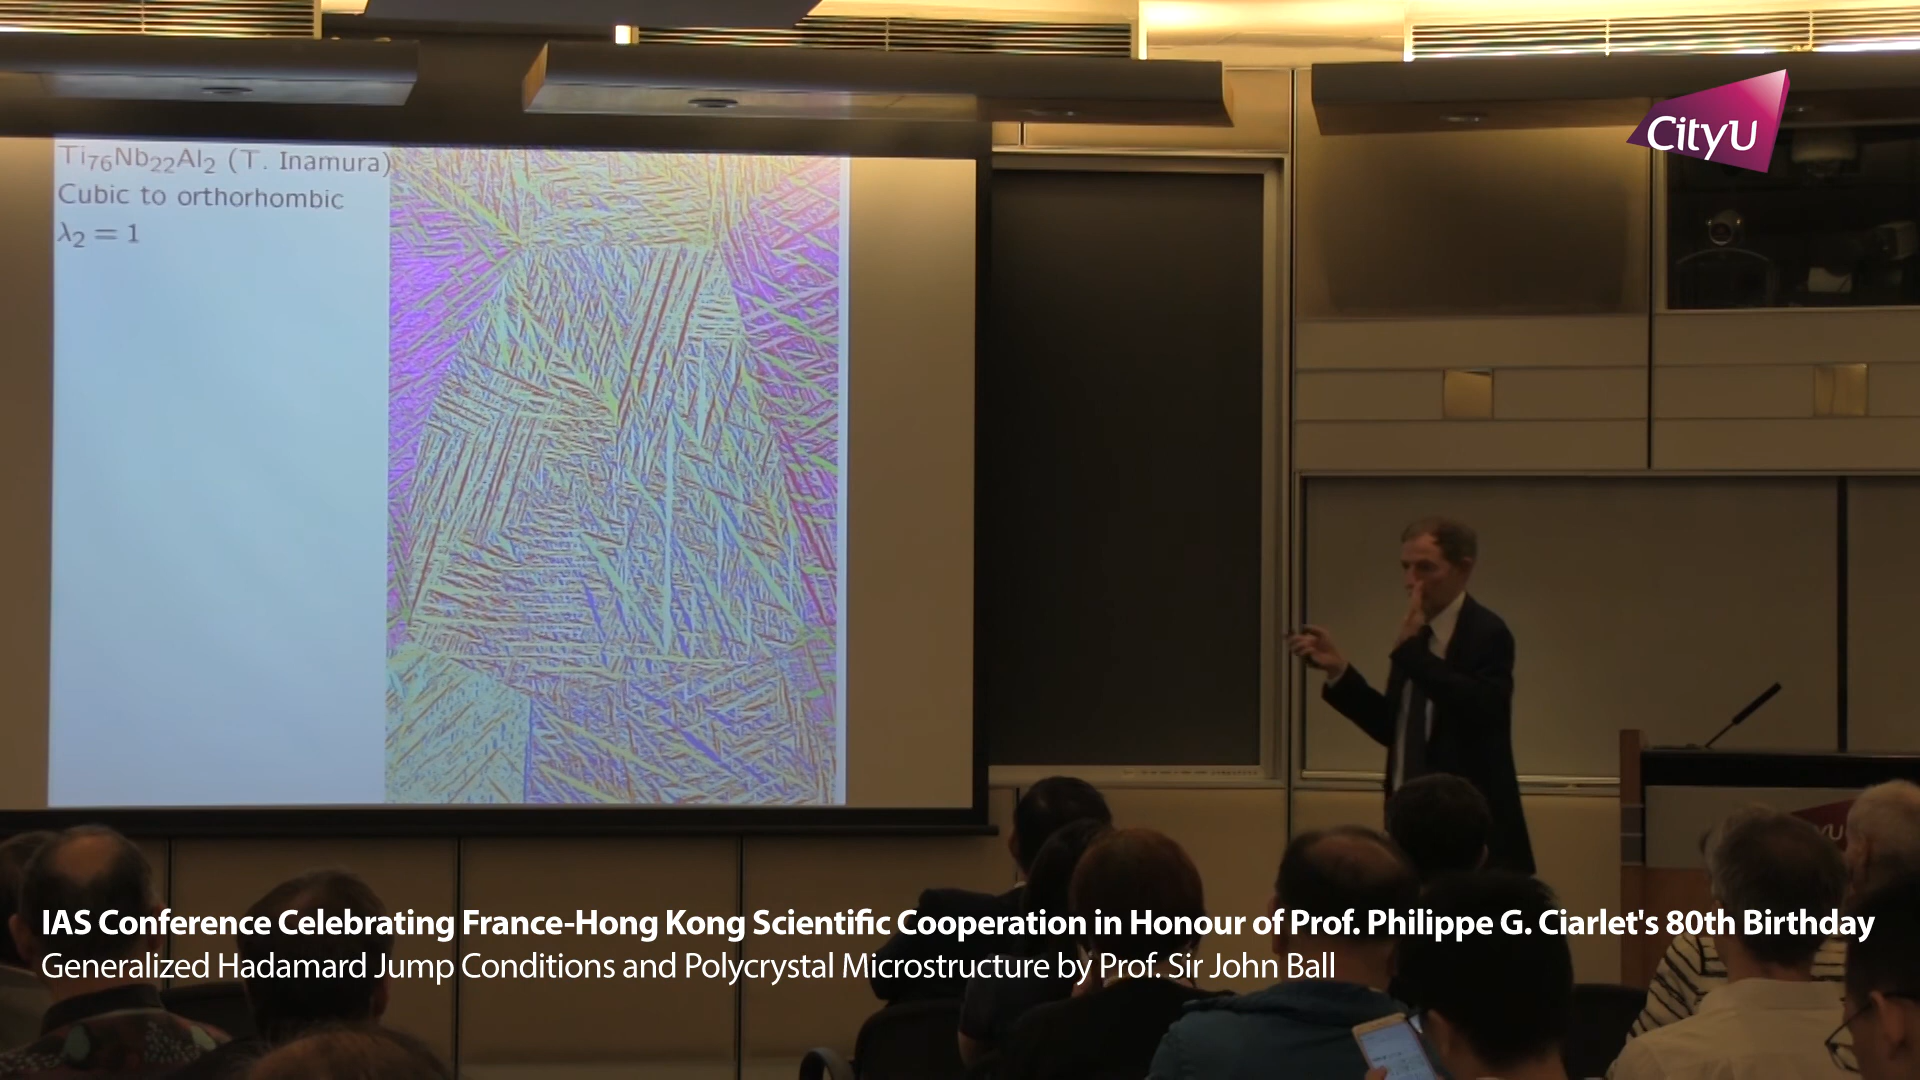 CityU
Ti76Nb22Al2 (T. Inamura)
Cubic to orthorhombic
λ2 = 1
IAS Conference Celebrating France-Hong Kong Scientific Cooperation in Honour of Prof. Philippe G. Ciarlet's 80th Birthday
Generalized Hadamard Jump Conditions and Polycrystal Microstructure by Prof. Sir John Ball